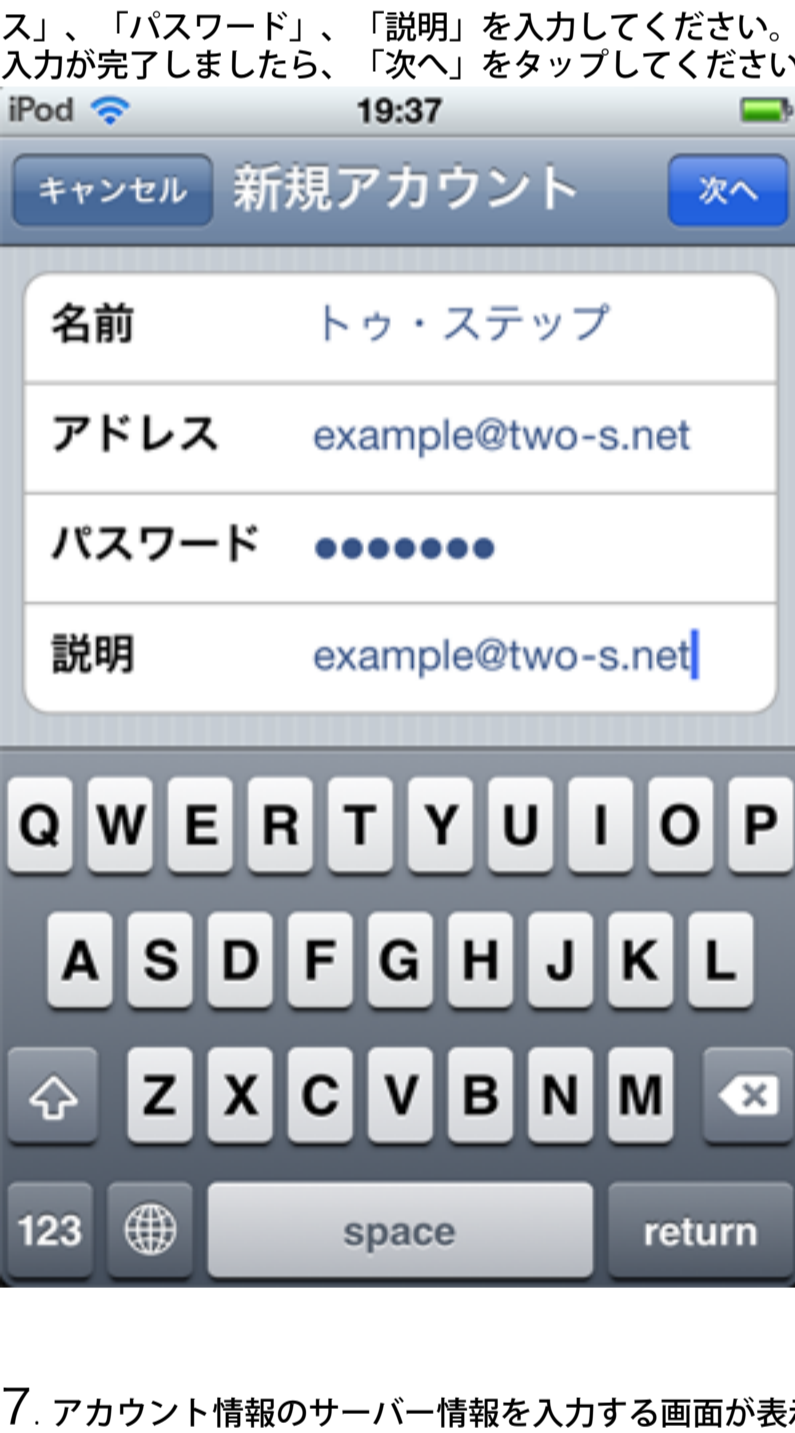 ス」、「パスワード」、「説明」を入力してください。
入力が完了しましたら、「次へ」をタップしてください
iPod 19:37
キャンセル 新規アカウント 次へ
名前 トゥ・ステップ
アドレス example@two-s.net
パスワード ●●●●●●●
説明 example@two-s.net
Q W E R T Y U I O P
A S D F G H J K L
Z X C V B N M
123 space return
7. アカウント情報のサーバー情報を入力する画面が表